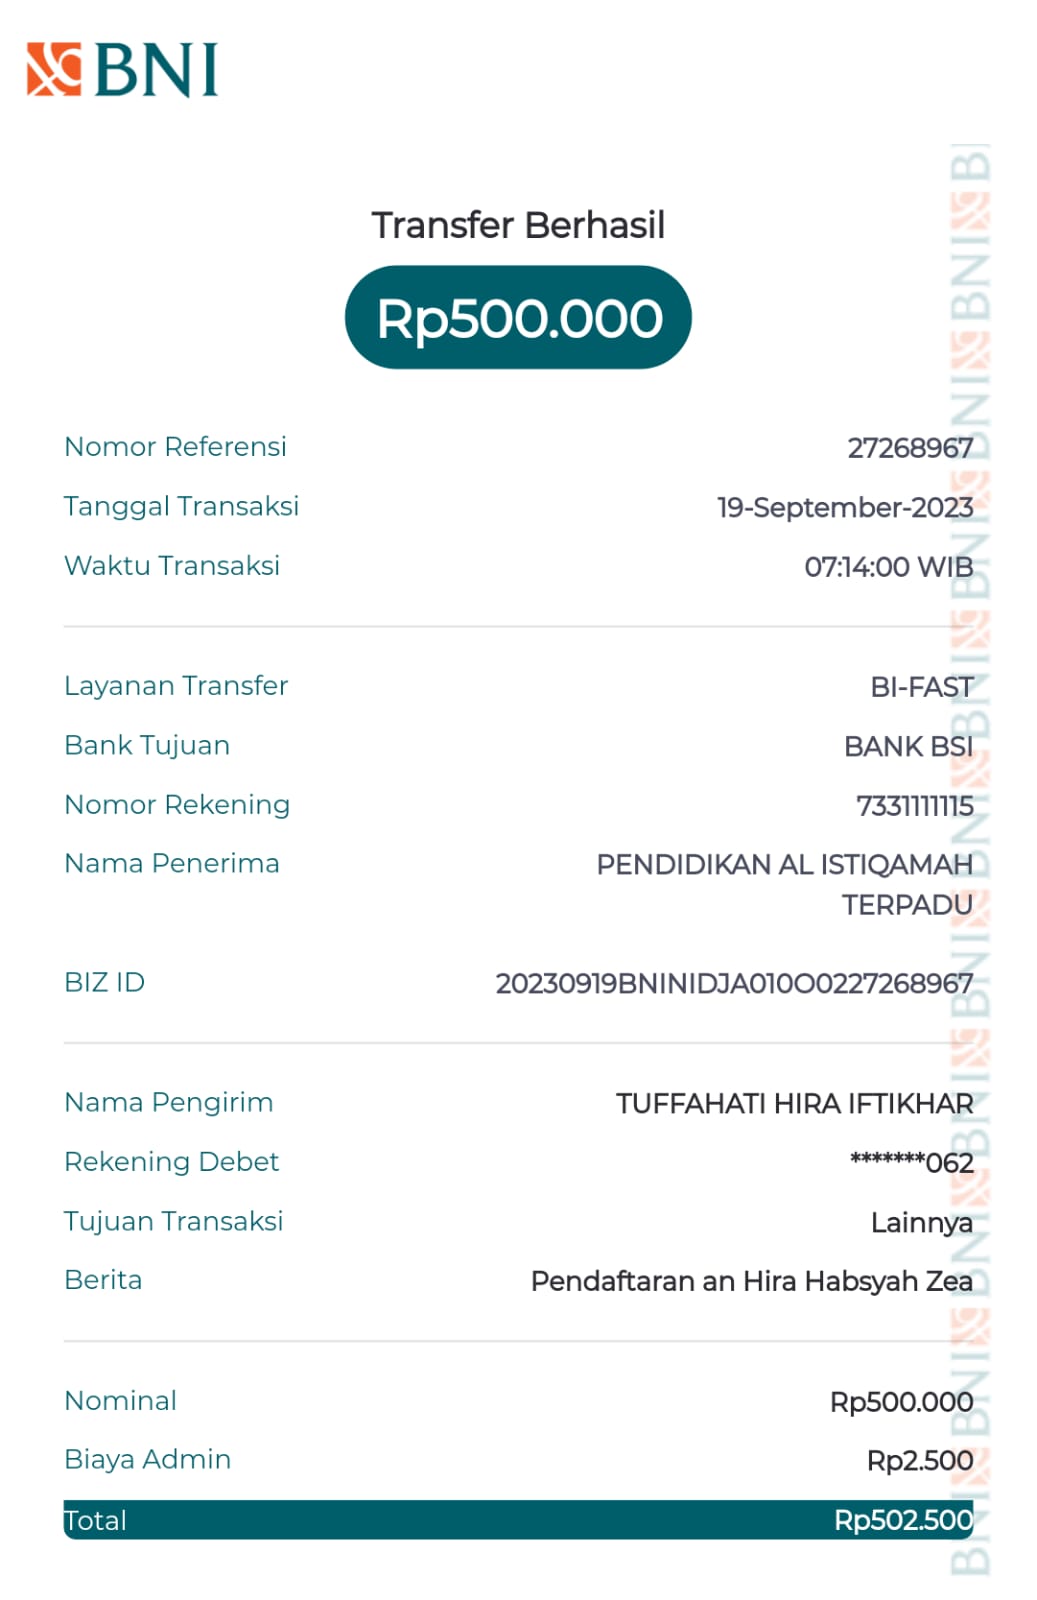 BNI
Transfer Berhasil
Rp500.000
Nomor Referensi 27268967
Tanggal Transaksi 19-September-2023
Waktu Transaksi 07:14:00 WIB
Layanan Transfer BI-FAST
Bank Tujuan BANK BSI
Nomor Rekening 7331111115
Nama Penerima PENDIDIKAN AL ISTIQAMAH
TERPADU
BIZ ID 20230919BNINIDJA010O0227268967
Nama Pengirim TUFFAHATI HIRA IFTIKHAR
Rekening Debet *******062
Tujuan Transaksi Lainnya
Berita Pendaftaran an Hira Habsyah Zea
Nominal Rp500.000
Biaya Admin Rp2.500
Total Rp502.500
BNI BNI BNI BNI BNI BNI BNI BNI BNI BNI B